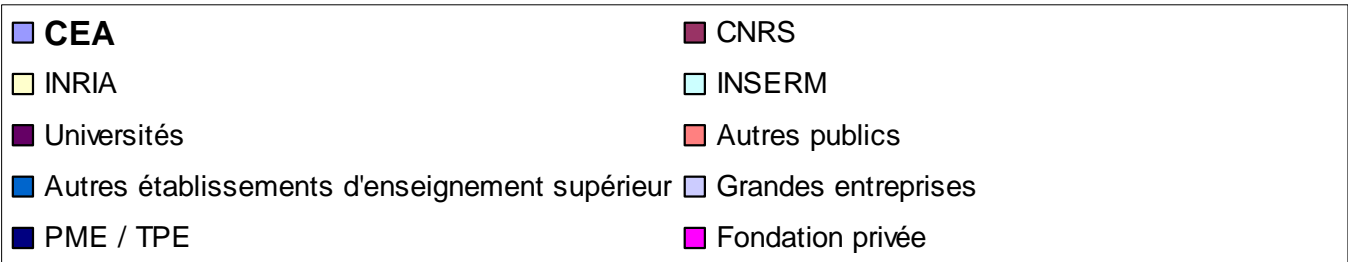 CEA CNRS
INRIA INSERM
Universités Autres publics
Autres établissements d'enseignement supérieur Grandes entreprises
PME / TPE Fondation privée